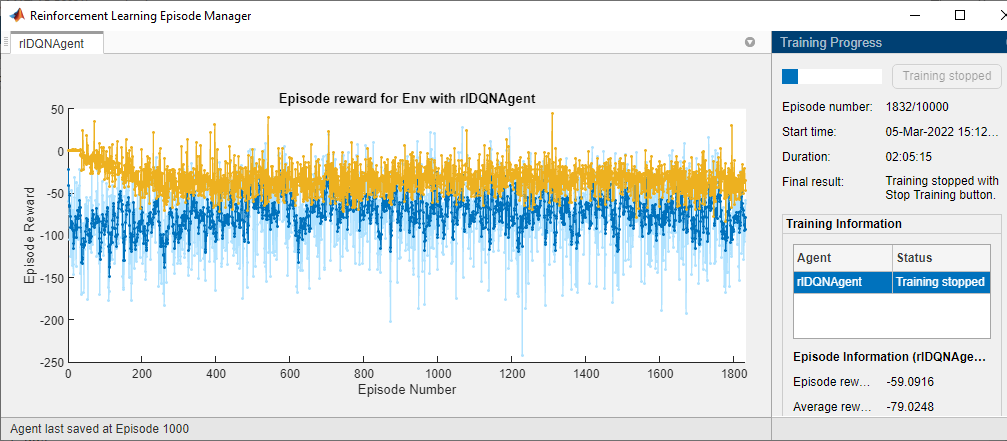 Reinforcement Learning Episode Manager
rlDQNAgent
Episode reward for Env with rlDQNAgent
Episode Reward
50
0
-50
-100
-150
-200
-250
0 200 400 600 800 1000 1200 1400 1600 1800
Episode Number
Agent last saved at Episode 1000
Training Progress
Training stopped
Episode number: 1832/10000
Start time: 05-Mar-2022 15:12...
Duration: 02:05:15
Final result: Training stopped with
Stop Training button.
Training Information
Agent Status
rlDQNAgent Training stopped
Episode Information (rlDQNAge...
Episode rew... -59.0916
Average rew... -79.0248